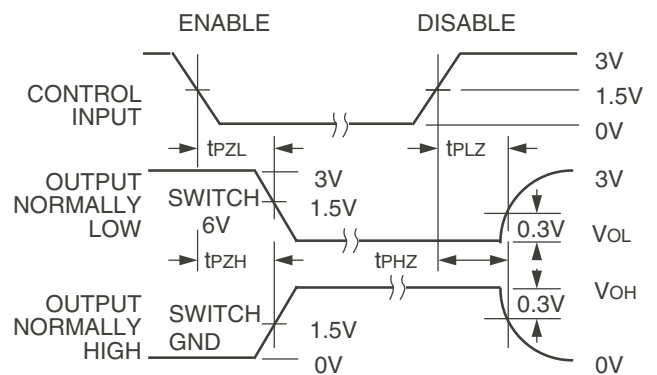 ENABLE DISABLE
3V
CONTROL
INPUT
1.5V
0V
tPZL tPLZ
OUTPUT
NORMALLY
LOW
SWITCH
6V
3V
1.5V
3V
0.3V
VOL
tPZH tPHZ
OUTPUT
NORMALLY
HIGH
SWITCH
GND
1.5V
0V
0.3V
VOH
0V